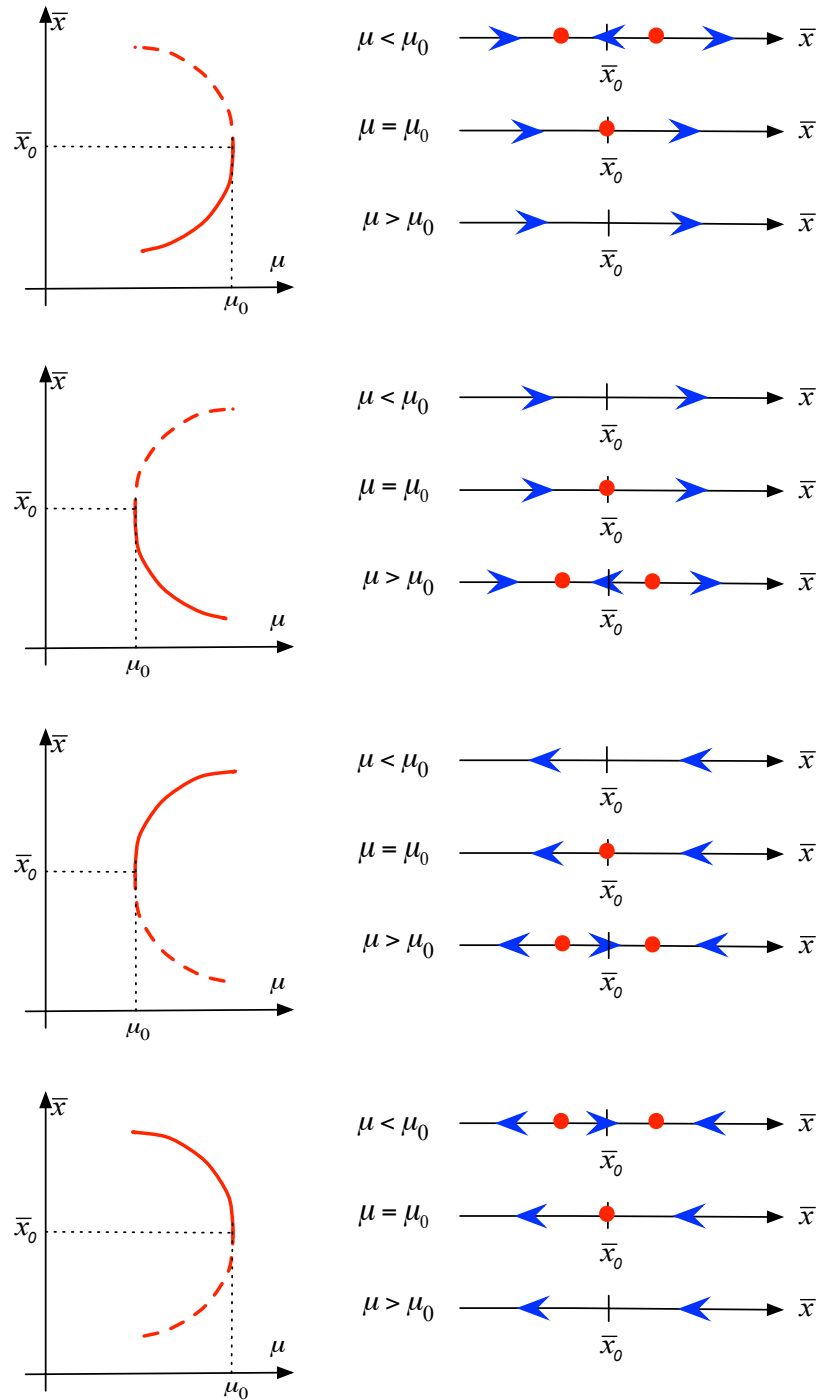 x̅
x̅₀
μ
μ₀
μ < μ₀
x̅
x̅₀
μ = μ₀
x̅
x̅₀
μ > μ₀
x̅
x̅₀
x̅
x̅₀
μ
μ₀
μ < μ₀
x̅
x̅₀
μ = μ₀
x̅
x̅₀
μ > μ₀
x̅
x̅₀
x̅
x̅₀
μ
μ₀
μ < μ₀
x̅
x̅₀
μ = μ₀
x̅
x̅₀
μ > μ₀
x̅
x̅₀
x̅
x̅₀
μ
μ₀
μ < μ₀
x̅
x̅₀
μ = μ₀
x̅
x̅₀
μ > μ₀
x̅
x̅₀